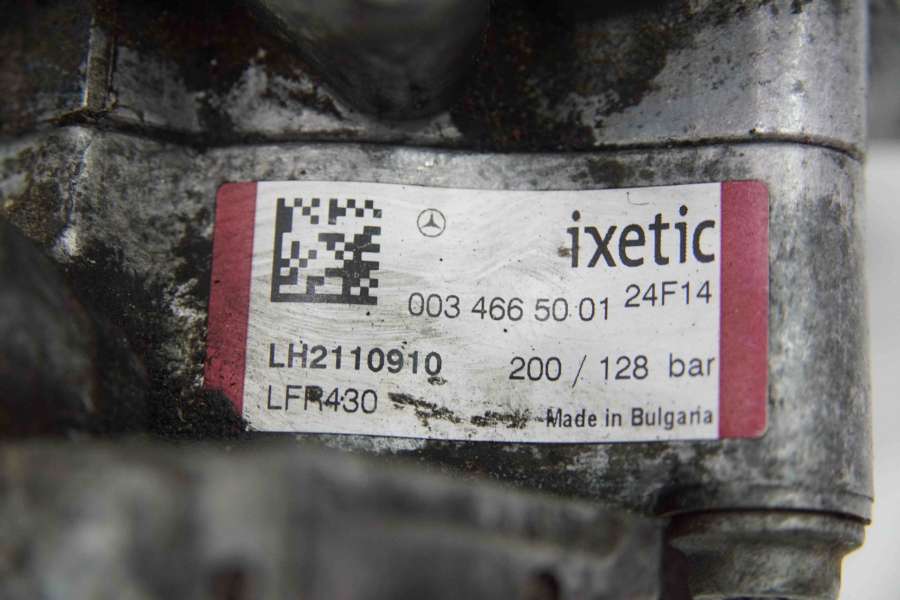 ixetic
003 466 50 01 24F14
LH2110910 200 / 128 bar
LFR430
Made in Bulgaria